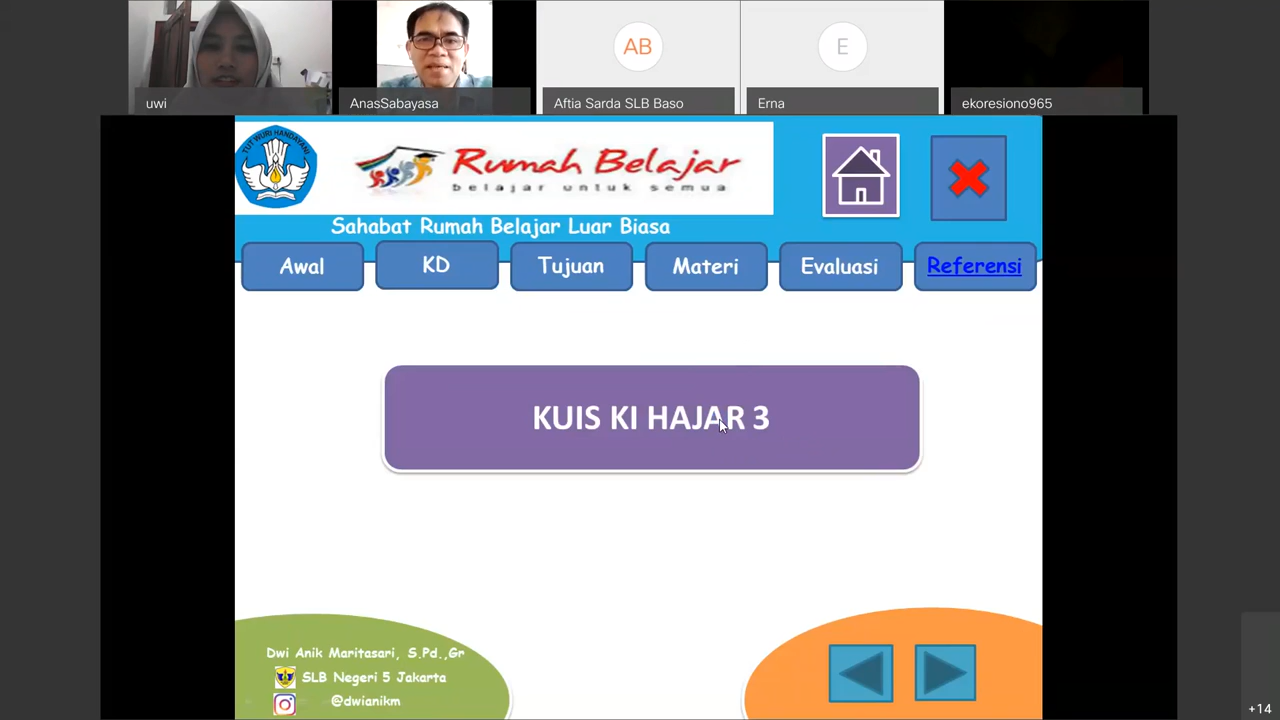 uwi
AnasSabayasa
AB
Aftia Sarda SLB Baso
E
Erna
ekoresiono965
TUT WURI HANDAYANI
Rumah Belajar
belajar untuk semua
Sahabat Rumah Belajar Luar Biasa
Awal
KD
Tujuan
Materi
Evaluasi
Referensi
KUIS KI HAJAR 3
Dwi Anik Maritasari, S.Pd.,Gr
SLB Negeri 5 Jakarta
@dwianikm
+14